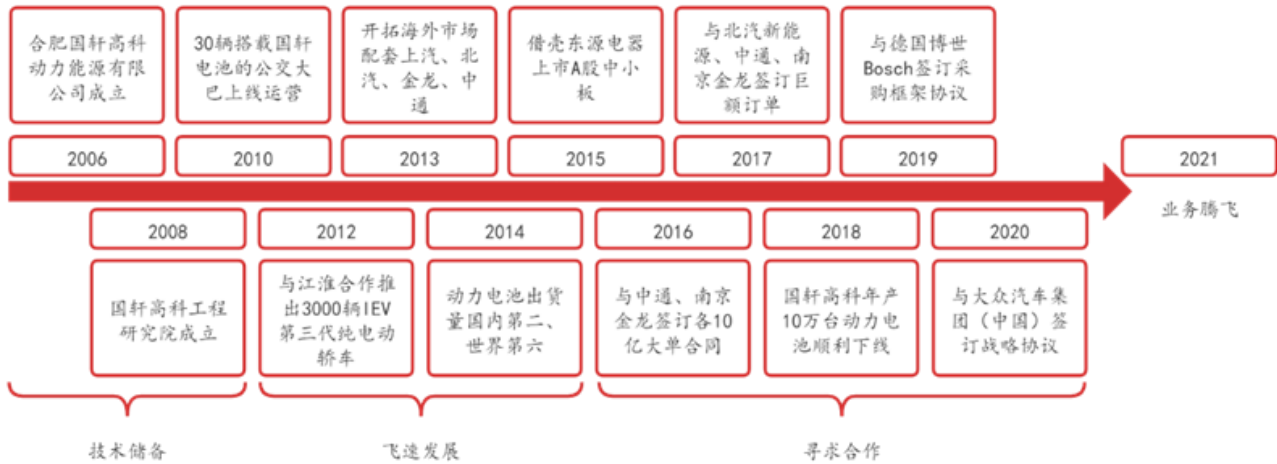 合肥国轩高科
动力能源有限
公司成立
30辆搭载国轩
电池的公交大
巴上线运营
开拓海外市场
配套上汽、北
汽、金龙、中
通
借壳东源电器
上市A股中小
板
与北汽新能
源、中通、南
京金龙签订巨
额订单
与德国博世
Bosch签订采
购框架协议
2006
2010
2013
2015
2017
2019
2021
业务腾飞
2008
2012
2014
2016
2018
2020
国轩高科工程
研究院成立
与江淮合作推
出3000辆IEV
第三代纯电动
轿车
动力电池出货
量国内第二、
世界第六
与中通、南京
金龙签订各10
亿大单合同
国轩高科年产
10万台动力电
池顺利下线
与大众汽车集
团（中国）签
订战略协议
技术储备
飞速发展
寻求合作